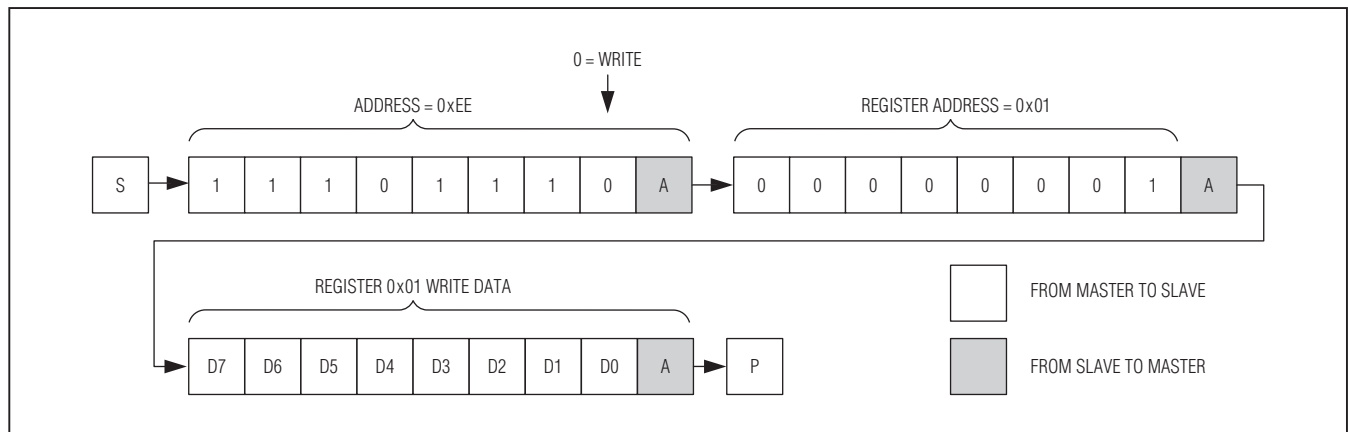 0 = WRITE
ADDRESS = 0xEE
REGISTER ADDRESS = 0x01
S 1 1 1 0 1 1 1 0 A 0 0 0 0 0 0 0 1 A
REGISTER 0x01 WRITE DATA
FROM MASTER TO SLAVE
D7 D6 D5 D4 D3 D2 D1 D0 A P
FROM SLAVE TO MASTER